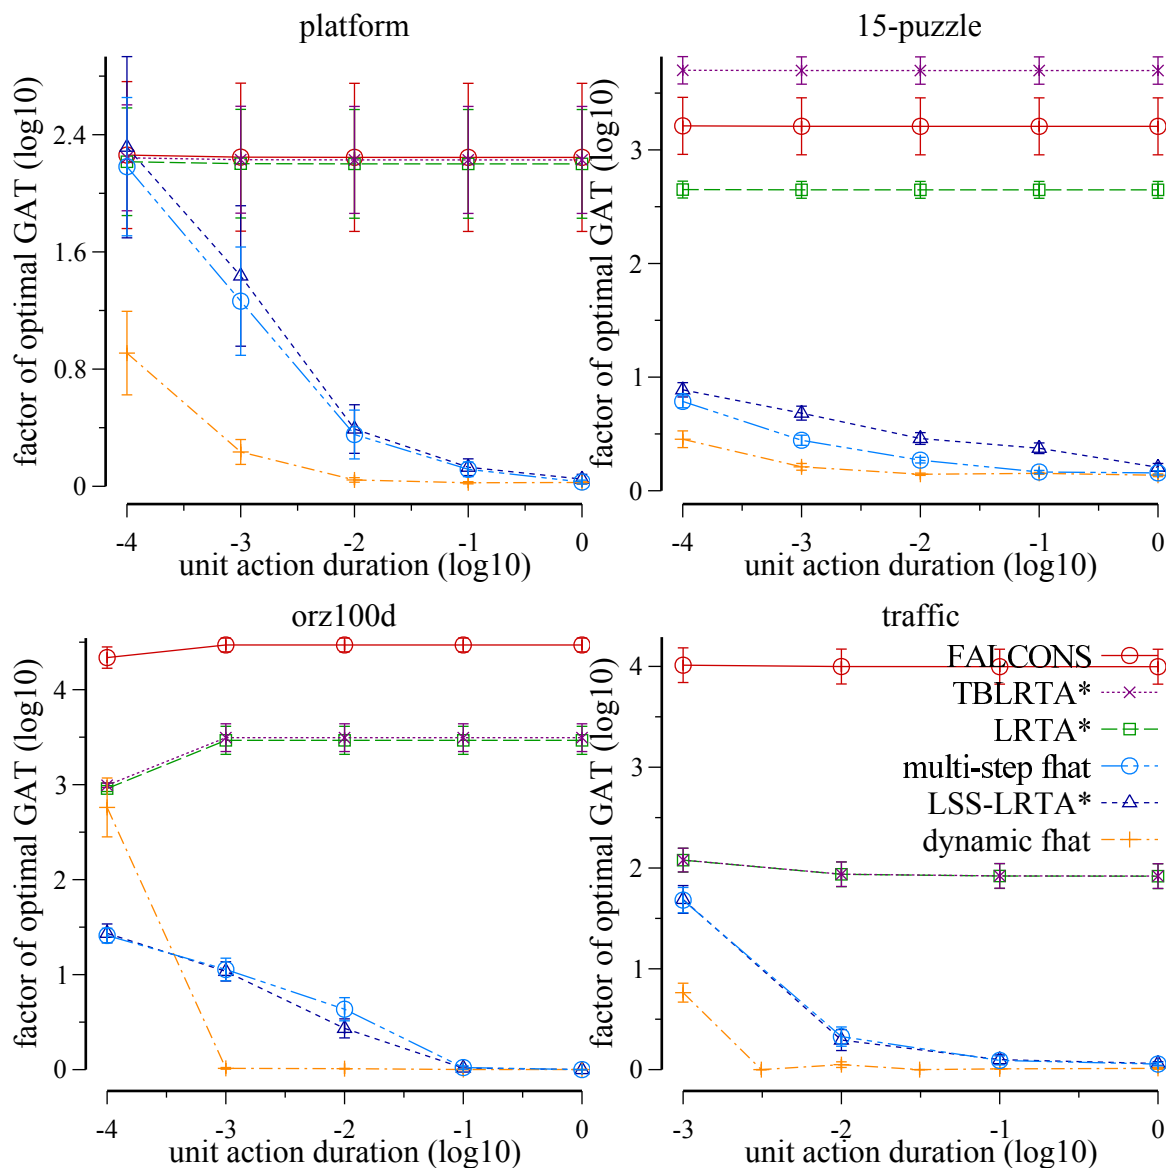 platform
factor of optimal GAT (log10)
2.4
1.6
0.8
0
-4 -3 -2 -1 0
unit action duration (log10)
15-puzzle
factor of optimal GAT (log10)
3
2
1
0
-4 -3 -2 -1 0
unit action duration (log10)
orz100d
factor of optimal GAT (log10)
4
3
2
1
0
-4 -3 -2 -1 0
unit action duration (log10)
traffic
factor of optimal GAT (log10)
4
3
2
1
0
FALCONS
TBLRTA*
LRTA*
multi-step fhat
LSS-LRTA*
dynamic fhat
-3 -2 -1 0
unit action duration (log10)